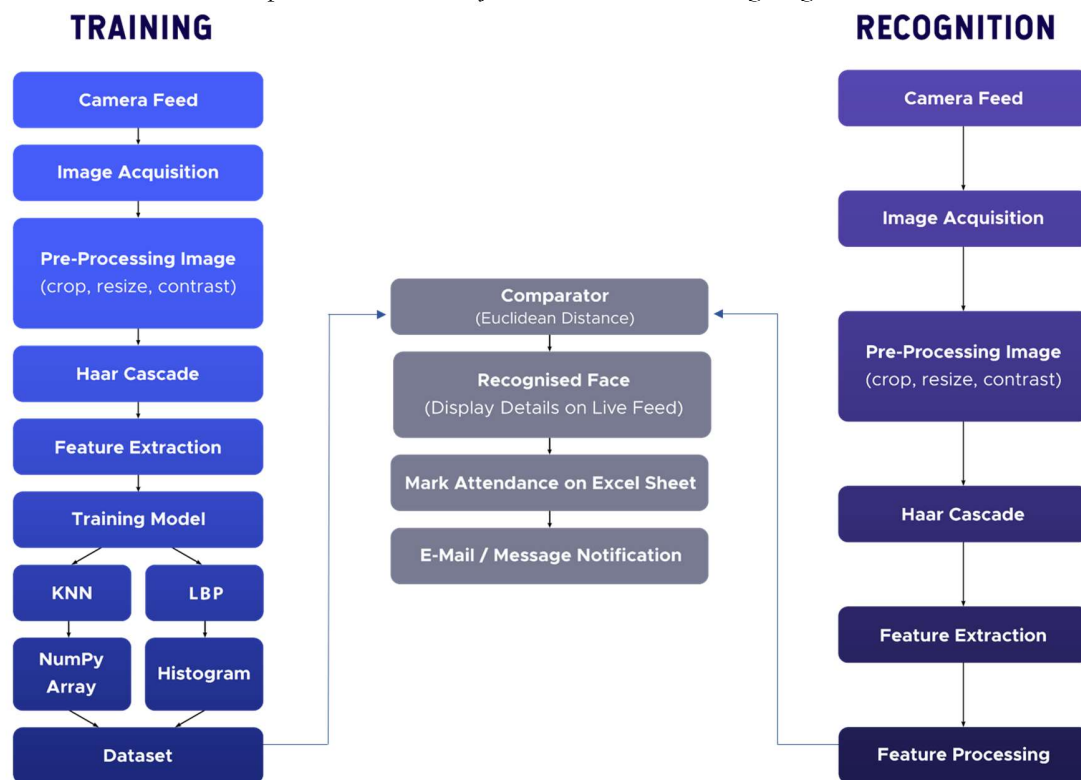 TRAINING
Camera Feed
Image Acquisition
Pre-Processing Image
(crop, resize, contrast)
Haar Cascade
Feature Extraction
Training Model
KNN
LBP
NumPy
Array
Histogram
Dataset
Comparator
(Euclidean Distance)
Recognised Face
(Display Details on Live Feed)
Mark Attendance on Excel Sheet
E-Mail / Message Notification
RECOGNITION
Camera Feed
Image Acquisition
Pre-Processing Image
(crop, resize, contrast)
Haar Cascade
Feature Extraction
Feature Processing